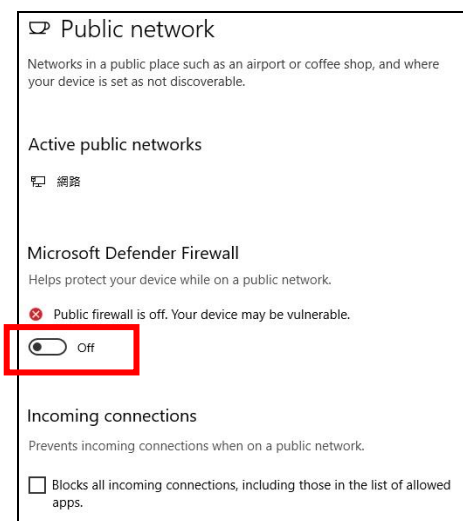 Public network
Networks in a public place such as an airport or coffee shop, and where
your device is set as not discoverable.
Active public networks
網路
Microsoft Defender Firewall
Helps protect your device while on a public network.
Public firewall is off. Your device may be vulnerable.
Off
Incoming connections
Prevents incoming connections when on a public network.
Blocks all incoming connections, including those in the list of allowed
apps.